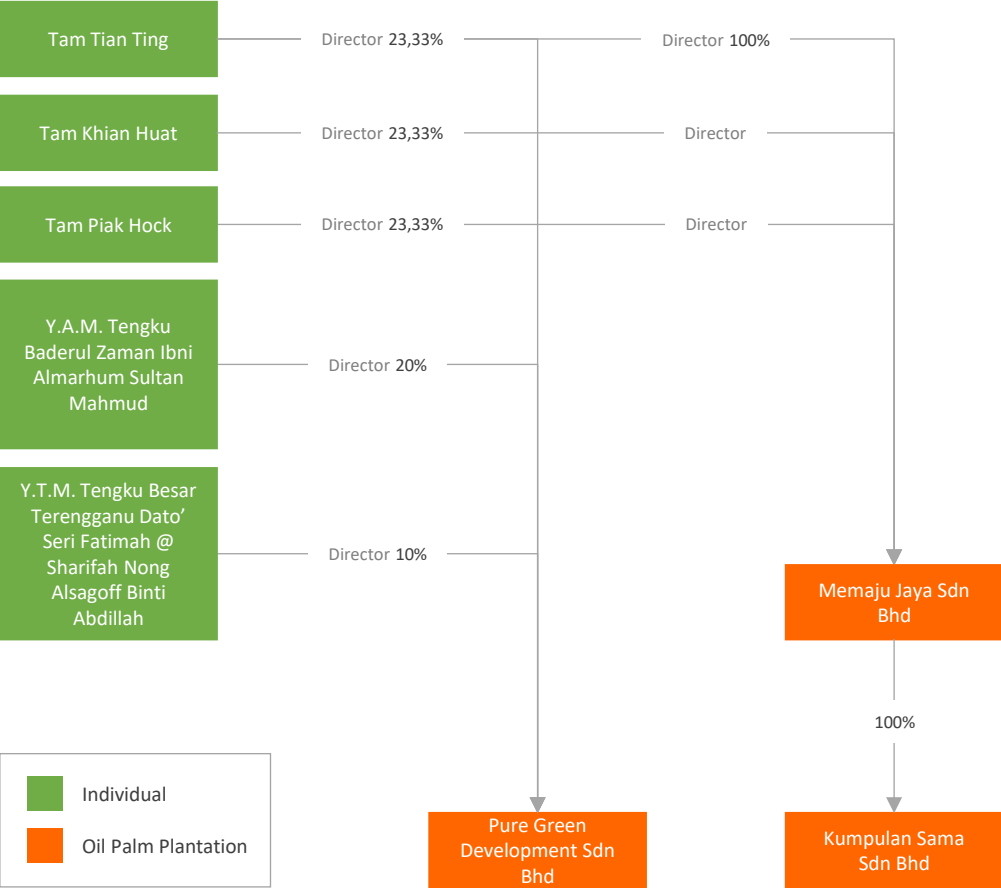 Tam Tian Ting
Director 23,33%
Director 100%
Tam Khian Huat
Director 23,33%
Director
Tam Piak Hock
Director 23,33%
Director
Y.A.M. Tengku
Baderul Zaman Ibni
Almarhum Sultan
Mahmud
Director 20%
Y.T.M. Tengku Besar
Terengganu Dato’
Seri Fatimah @
Sharifah Nong
Alsagoff Binti
Abdillah
Director 10%
Memaju Jaya Sdn
Bhd
100%
Individual
Oil Palm Plantation
Pure Green
Development Sdn
Bhd
Kumpulan Sama
Sdn Bhd